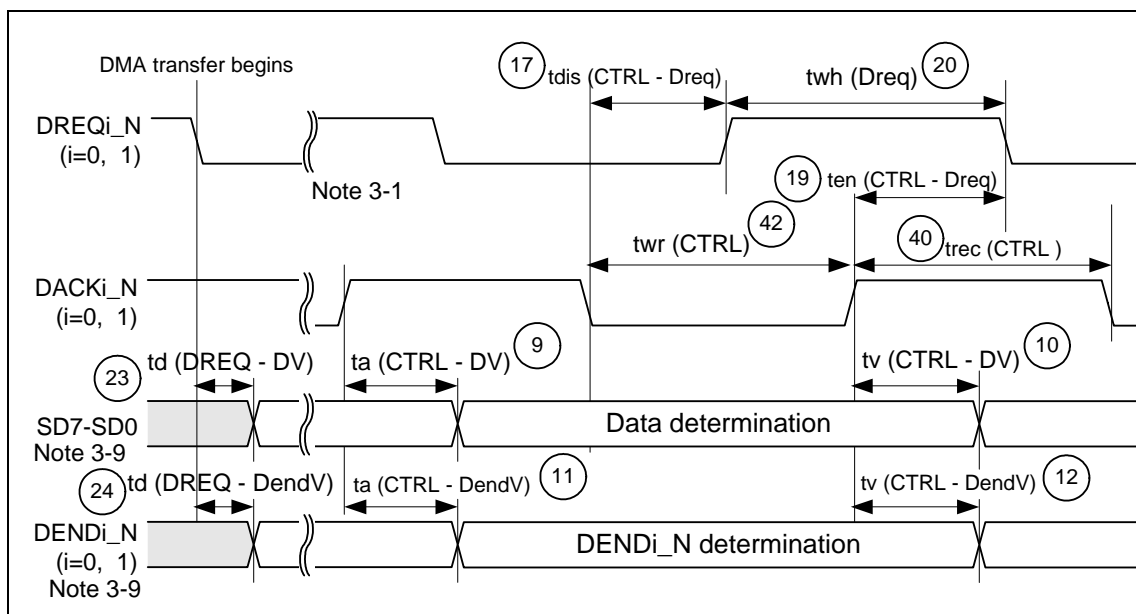 DMA transfer begins
17 tdis (CTRL - Dreq)
twh (Dreq) 20
DREQi_N
(i=0, 1)
Note 3-1
19 ten (CTRL - Dreq)
twr (CTRL) 42
40 trec (CTRL )
DACKi_N
(i=0, 1)
23 td (DREQ - DV)
ta (CTRL - DV) 9
tv (CTRL - DV) 10
SD7-SD0
Note 3-9
Data determination
24 td (DREQ - DendV)
ta (CTRL - DendV) 11
tv (CTRL - DendV) 12
DENDi_N
(i=0, 1)
Note 3-9
DENDi_N determination